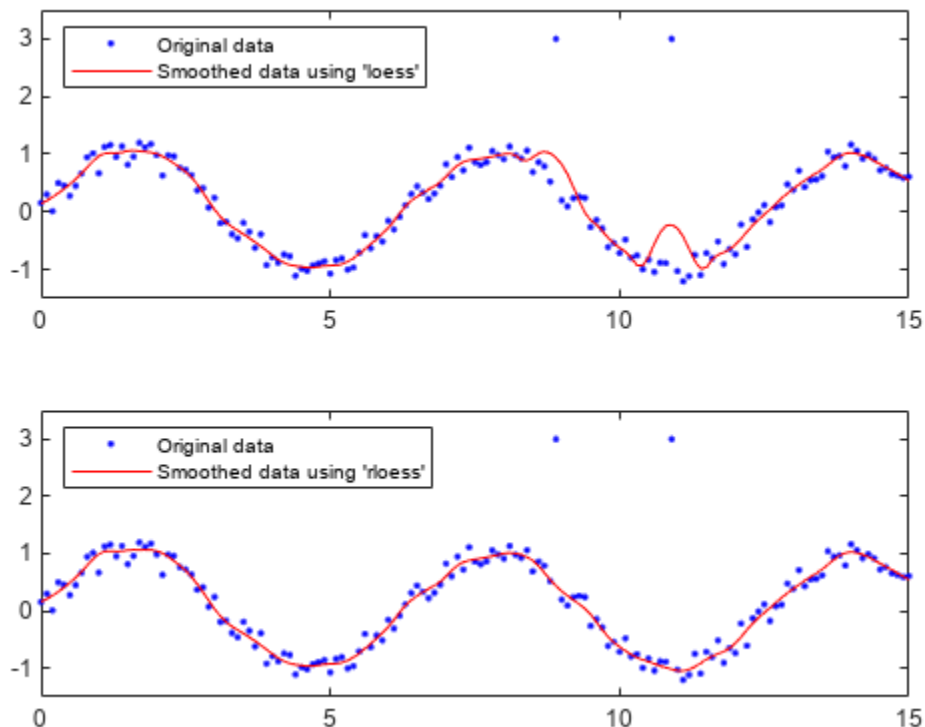 3
Original data
Smoothed data using 'loess'
2
1
0
-1
0 5 10 15
3
Original data
Smoothed data using 'rloess'
2
1
0
-1
0 5 10 15